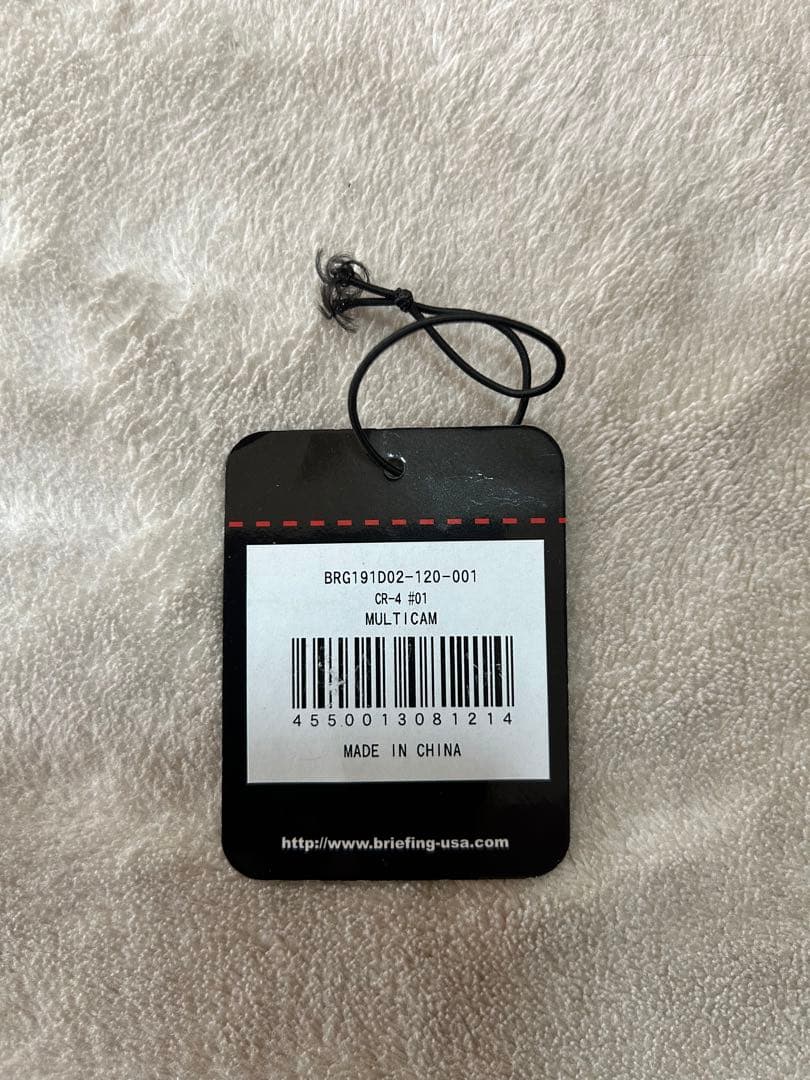 BRG191D02-120-001
CR-4 #01
MULTICAM
4550013081214
MADE IN CHINA
http://www.briefing-usa.com